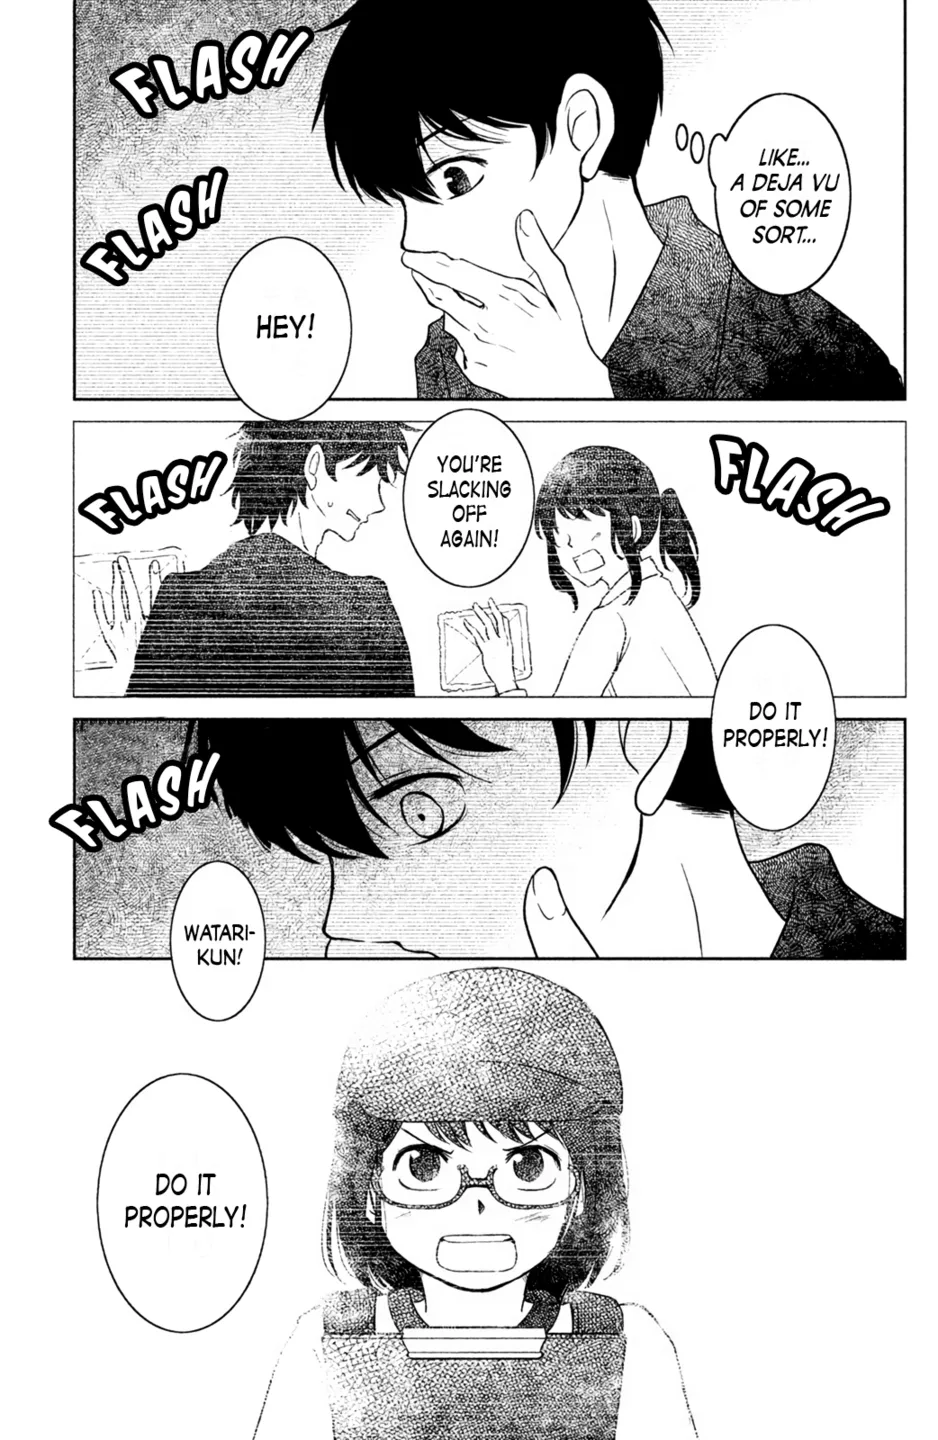 FLASH
LIKE...
A DEJA VU
OF SOME
SORT...
FLASH
HEY!
FLASH
YOU'RE
SLACKING
OFF
AGAIN!
FLASH
DO IT
PROPERLY!
FLASH
WATARI-
KUN!
DO IT
PROPERLY!